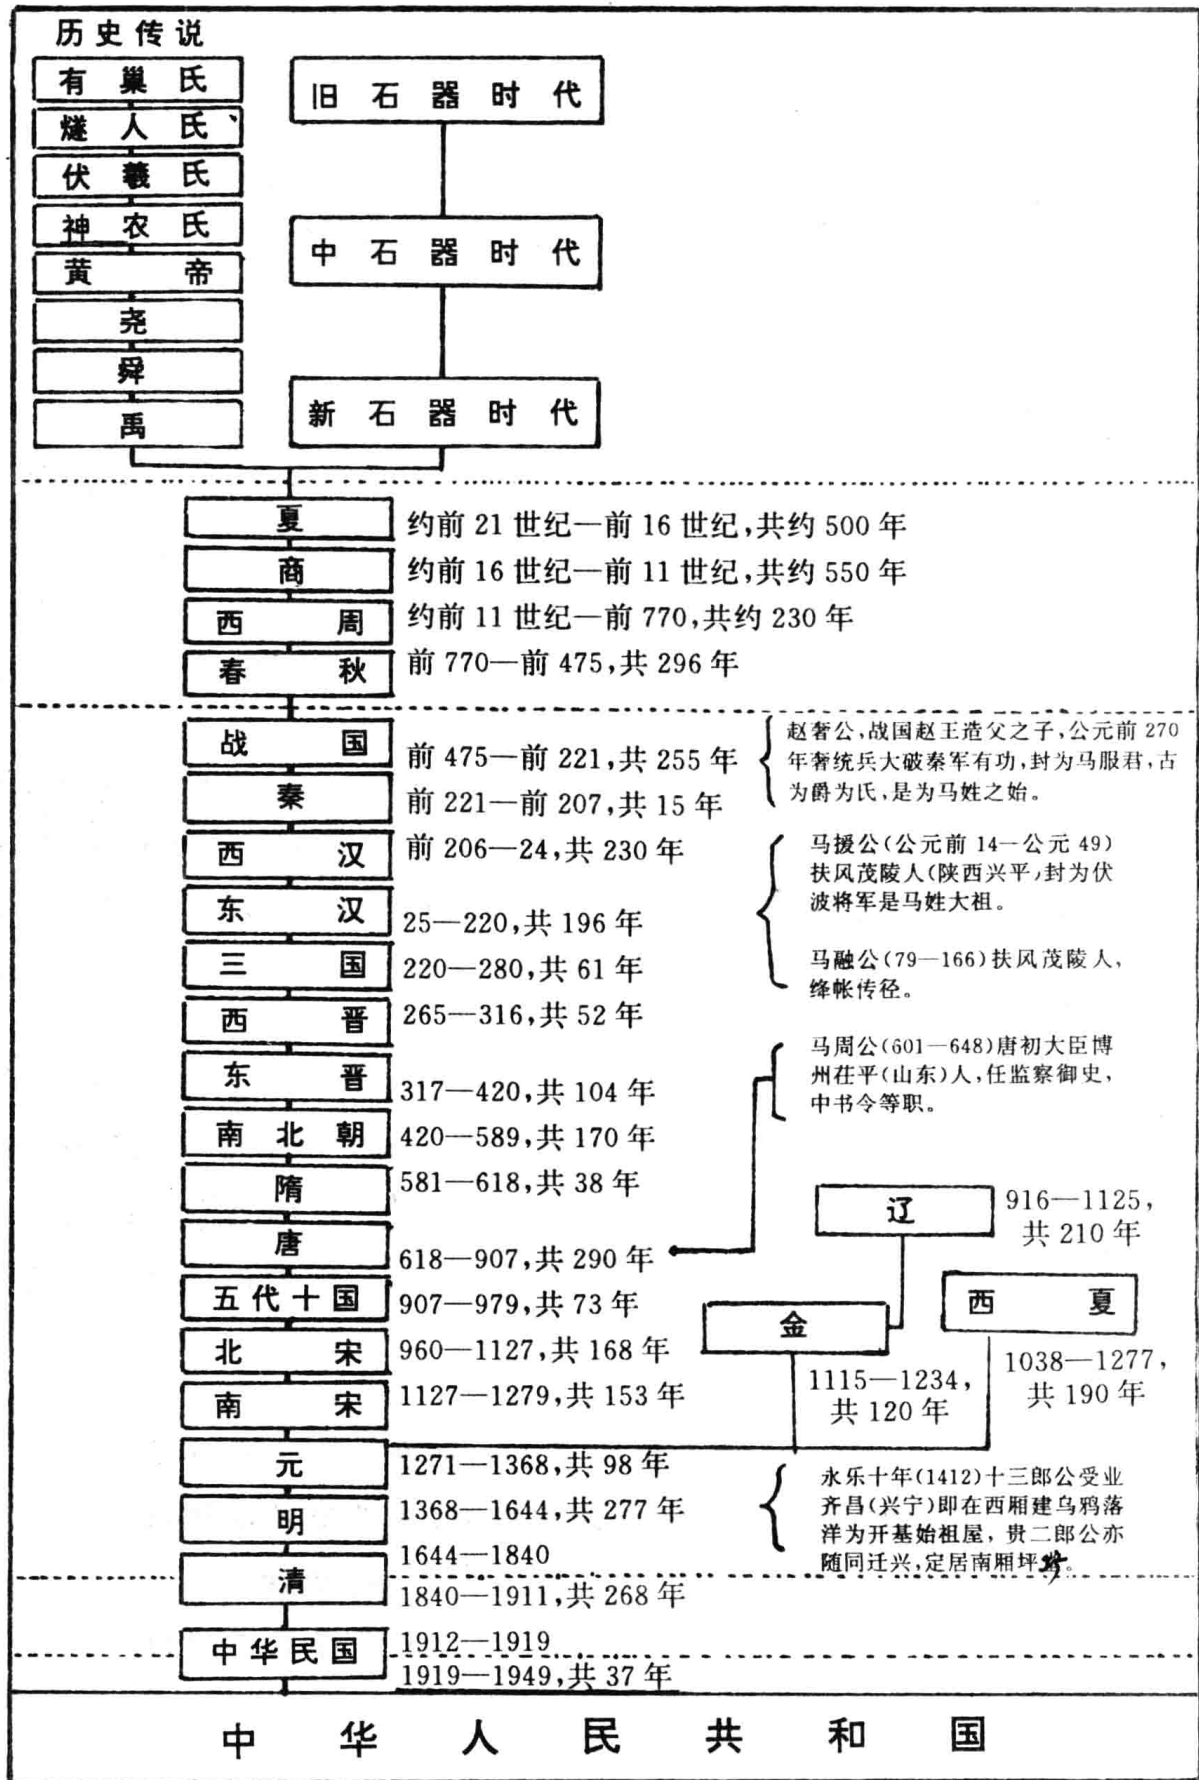 历史传说
有巢氏
燧人氏
伏羲氏
神农氏
黄帝
尧
舜
禹
旧石器时代
中石器时代
新石器时代
夏
约前21世纪—前16世纪,共约500年
商
约前16世纪—前11世纪,共约550年
西周
约前11世纪—前770,共约230年
春秋
前770—前475,共296年
战国
前475—前221,共255年
赵奢公,战国赵王造父之子,公元前270
年奢统兵大破秦军有功,封为马服君,古
为爵为氏,是为马姓之始。
秦
前221—前207,共15年
西汉
前206—24,共230年
马援公(公元前14—公元49)
扶风茂陵人(陕西兴平,封为伏
波将军是马姓大祖。
东汉
25—220,共196年
马融公(79—166)扶风茂陵人,
绛帐传径。
三国
220—280,共61年
西晋
265—316,共52年
马周公(601—648)唐初大臣博
州茌平(山东)人,任监察御史,
中书令等职。
东晋
317—420,共104年
南北朝
420—589,共170年
隋
581—618,共38年
唐
618—907,共290年
辽
916—1125,
共210年
五代十国
907—979,共73年
金
1115—1234,
共120年
西夏
1038—1277,
共190年
北宋
960—1127,共168年
南宋
1127—1279,共153年
元
1271—1368,共98年
明
1368—1644,共277年
永乐十年(1412)十三郎公受业
齐昌(兴宁)即在西厢建乌鸦落
洋为开基始祖屋,贵二郎公亦
随同迁兴,定居南厢坪。
清
1644—1840
1840—1911,共268年
中华民国
1912—1919
1919—1949,共37年
中华人民共和国